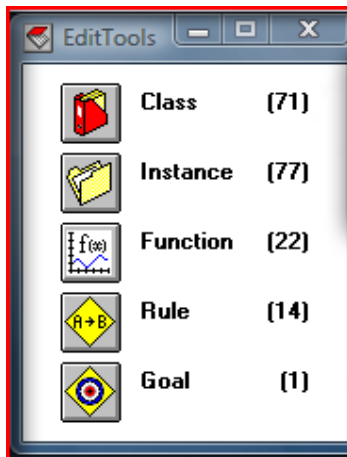 EditTools
Class (71)
Instance (77)
Function (22)
f(x)
Rule (14)
A→B
Goal (1)